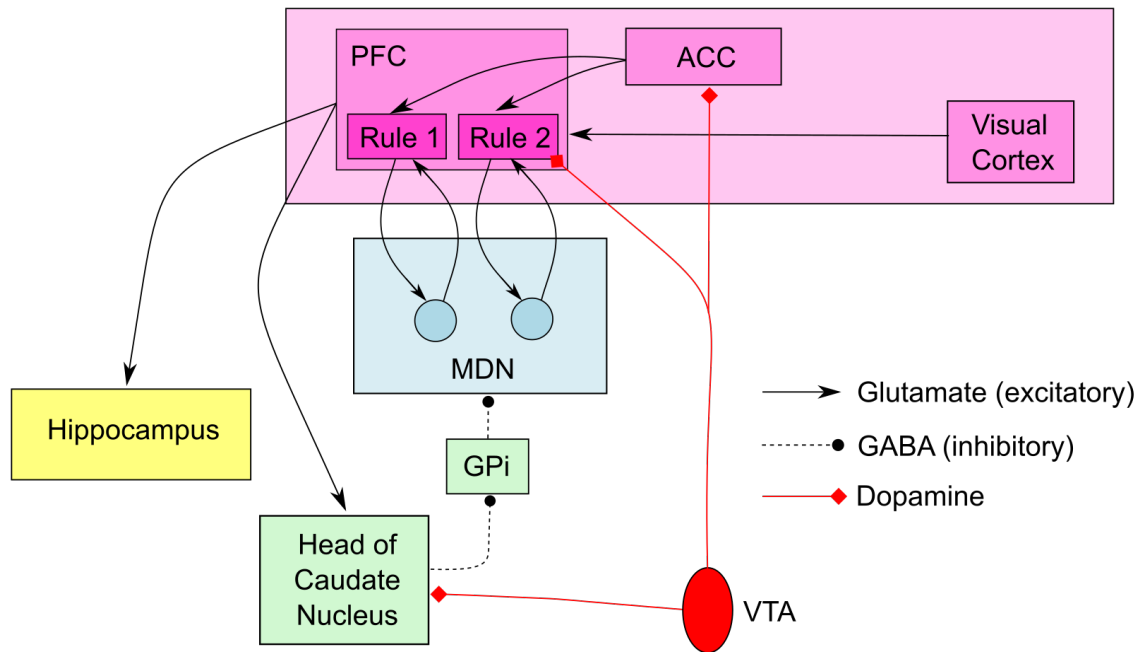 PFC
ACC
Rule 1
Rule 2
Visual
Cortex
MDN
Hippocampus
GPi
Head of
Caudate
Nucleus
VTA
Glutamate (excitatory)
GABA (inhibitory)
Dopamine